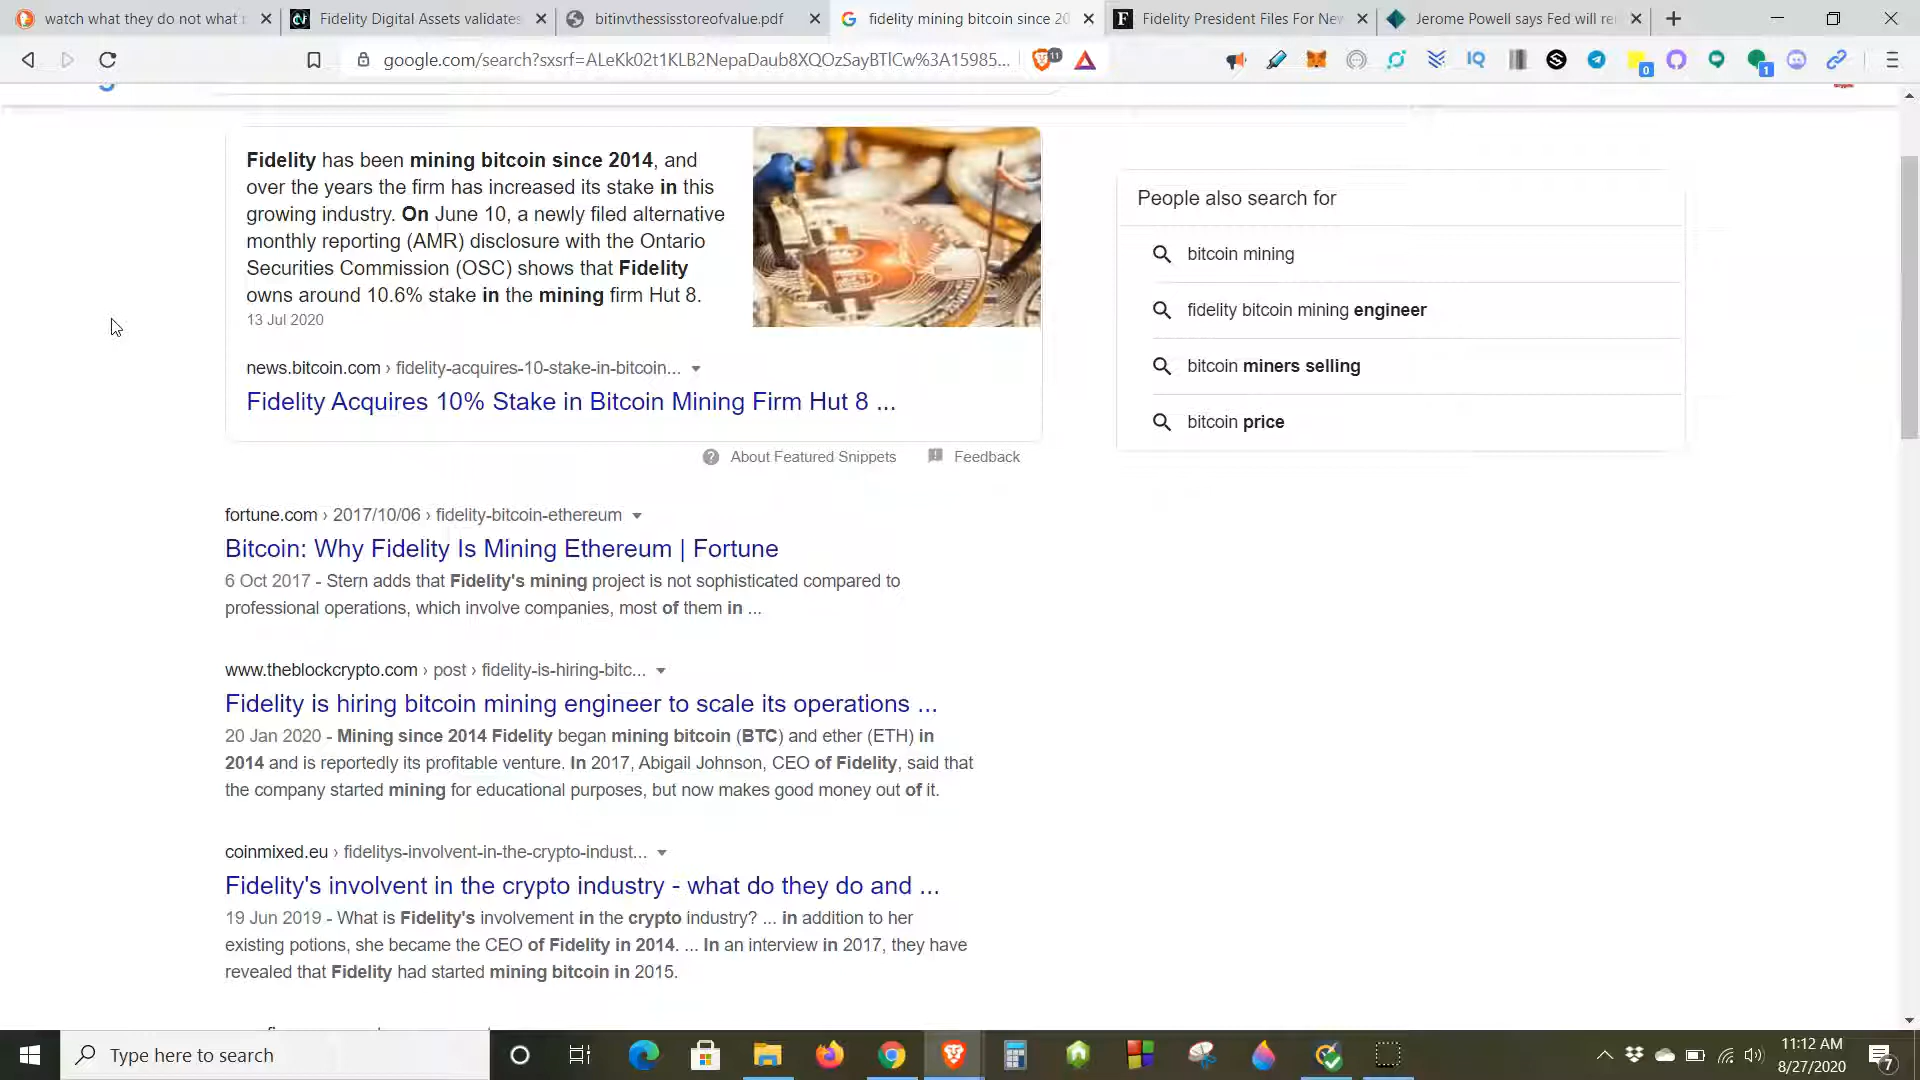 watch what they do not what
Fidelity Digital Assets validates
bitinvthessisstoreofvalue.pdf
fidelity mining bitcoin since 20
Fidelity President Files For New
Jerome Powell says Fed will re
google.com/search?sxsrf=ALeKk02t1KLB2NepaDaub8XQOzSayBTlCw%3A15985...
11
IQ
0
1
Fidelity has been mining bitcoin since 2014, and
over the years the firm has increased its stake in this
growing industry. On June 10, a newly filed alternative
monthly reporting (AMR) disclosure with the Ontario
Securities Commission (OSC) shows that Fidelity
owns around 10.6% stake in the mining firm Hut 8.
13 Jul 2020
news.bitcoin.com › fidelity-acquires-10-stake-in-bitcoin...
Fidelity Acquires 10% Stake in Bitcoin Mining Firm Hut 8 ...
About Featured Snippets
Feedback
People also search for
bitcoin mining
fidelity bitcoin mining engineer
bitcoin miners selling
bitcoin price
fortune.com › 2017/10/06 › fidelity-bitcoin-ethereum
Bitcoin: Why Fidelity Is Mining Ethereum | Fortune
6 Oct 2017 - Stern adds that Fidelity's mining project is not sophisticated compared to
professional operations, which involve companies, most of them in ...
www.theblockcrypto.com › post › fidelity-is-hiring-bitc...
Fidelity is hiring bitcoin mining engineer to scale its operations ...
20 Jan 2020 - Mining since 2014 Fidelity began mining bitcoin (BTC) and ether (ETH) in
2014 and is reportedly its profitable venture. In 2017, Abigail Johnson, CEO of Fidelity, said that
the company started mining for educational purposes, but now makes good money out of it.
coinmixed.eu › fidelitys-involvent-in-the-crypto-indust...
Fidelity's involvent in the crypto industry - what do they do and ...
19 Jun 2019 - What is Fidelity's involvement in the crypto industry? ... in addition to her
existing potions, she became the CEO of Fidelity in 2014. ... In an interview in 2017, they have
revealed that Fidelity had started mining bitcoin in 2015.
Type here to search
11:12 AM
8/27/2020
7